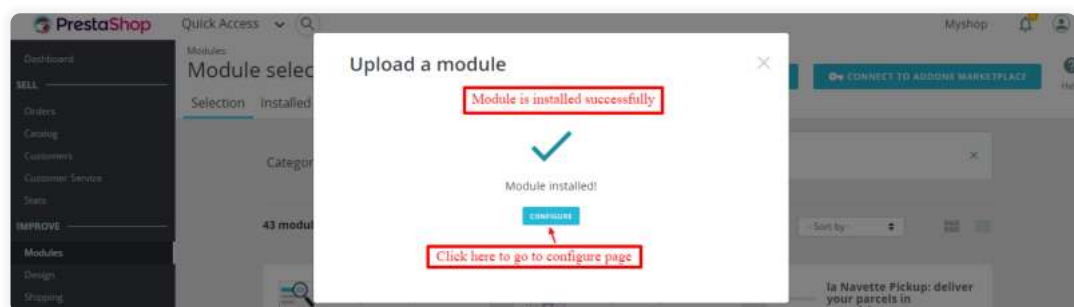 PrestaShop
Quick Access
Myshop
Dashboard
SELL
Orders
Catalog
Customers
Customer Service
Stats
IMPROVE
Modules
Design
Shipping
Modules
Module selec
CONNECT TO ADDONS MARKETPLACE
Selection Installed
Categor
43 modul
- Sort by -
Upload a module
Module is installed successfully
Module installed!
CONFIGURE
Click here to go to configure page
la Navette Pickup: deliver
your parcels in